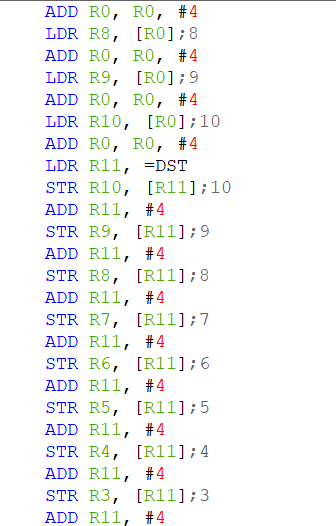 ADD R0, R0, #4
LDR R8, [R0];8
ADD R0, R0, #4
LDR R9, [R0];9
ADD R0, R0, #4
LDR R10, [R0];10
ADD R0, R0, #4
LDR R11, =DST
STR R10, [R11];10
ADD R11, #4
STR R9, [R11];9
ADD R11, #4
STR R8, [R11];8
ADD R11, #4
STR R7, [R11];7
ADD R11, #4
STR R6, [R11];6
ADD R11, #4
STR R5, [R11];5
ADD R11, #4
STR R4, [R11];4
ADD R11, #4
STR R3, [R11];3
ADD R11, #4